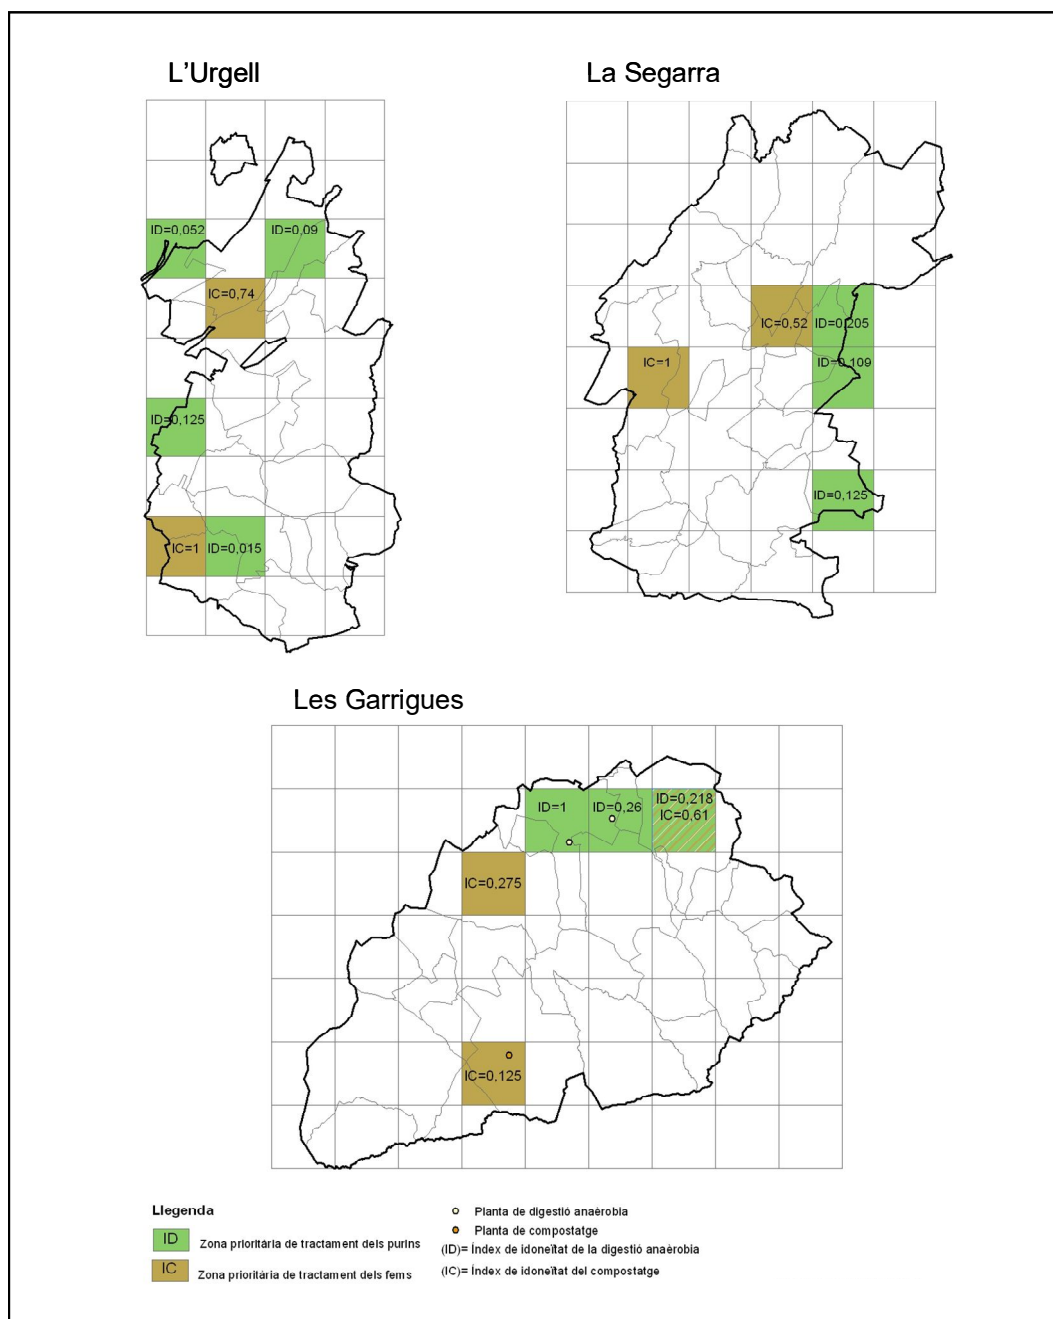 L'Urgell
La Segarra
ID=0,052
ID=0,09
IC=0,74
ID=0,125
IC=1
ID=0,015
IC=0,52
ID=0,205
IC=1
ID=0,109
ID=0,125
Les Garrigues
ID=1
ID=0,26
ID=0,218
IC=0,61
IC=0,275
IC=0,125
Llegenda
ID
Zona prioritària de tractament dels purins
IC
Zona prioritària de tractament dels fems
Planta de digestió anaèrobia
Planta de compostatge
(ID)= Índex de idoneïtat de la digestió anaèrobia
(IC)= Índex de idoneïtat del compostatge